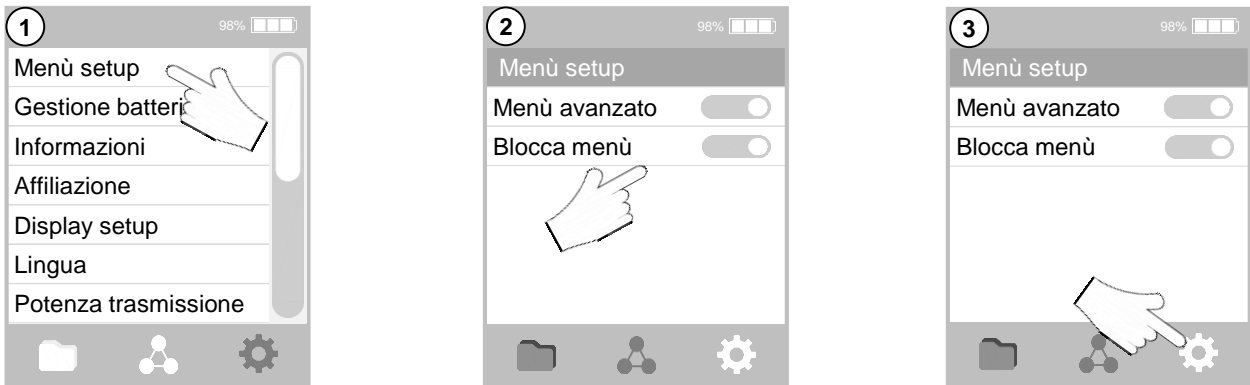 1
98%
Menù setup
Gestione batteri
Informazioni
Affiliazione
Display setup
Lingua
Potenza trasmissione
2
98%
Menù setup
Menù avanzato
Blocca menù
3
98%
Menù setup
Menù avanzato
Blocca menù